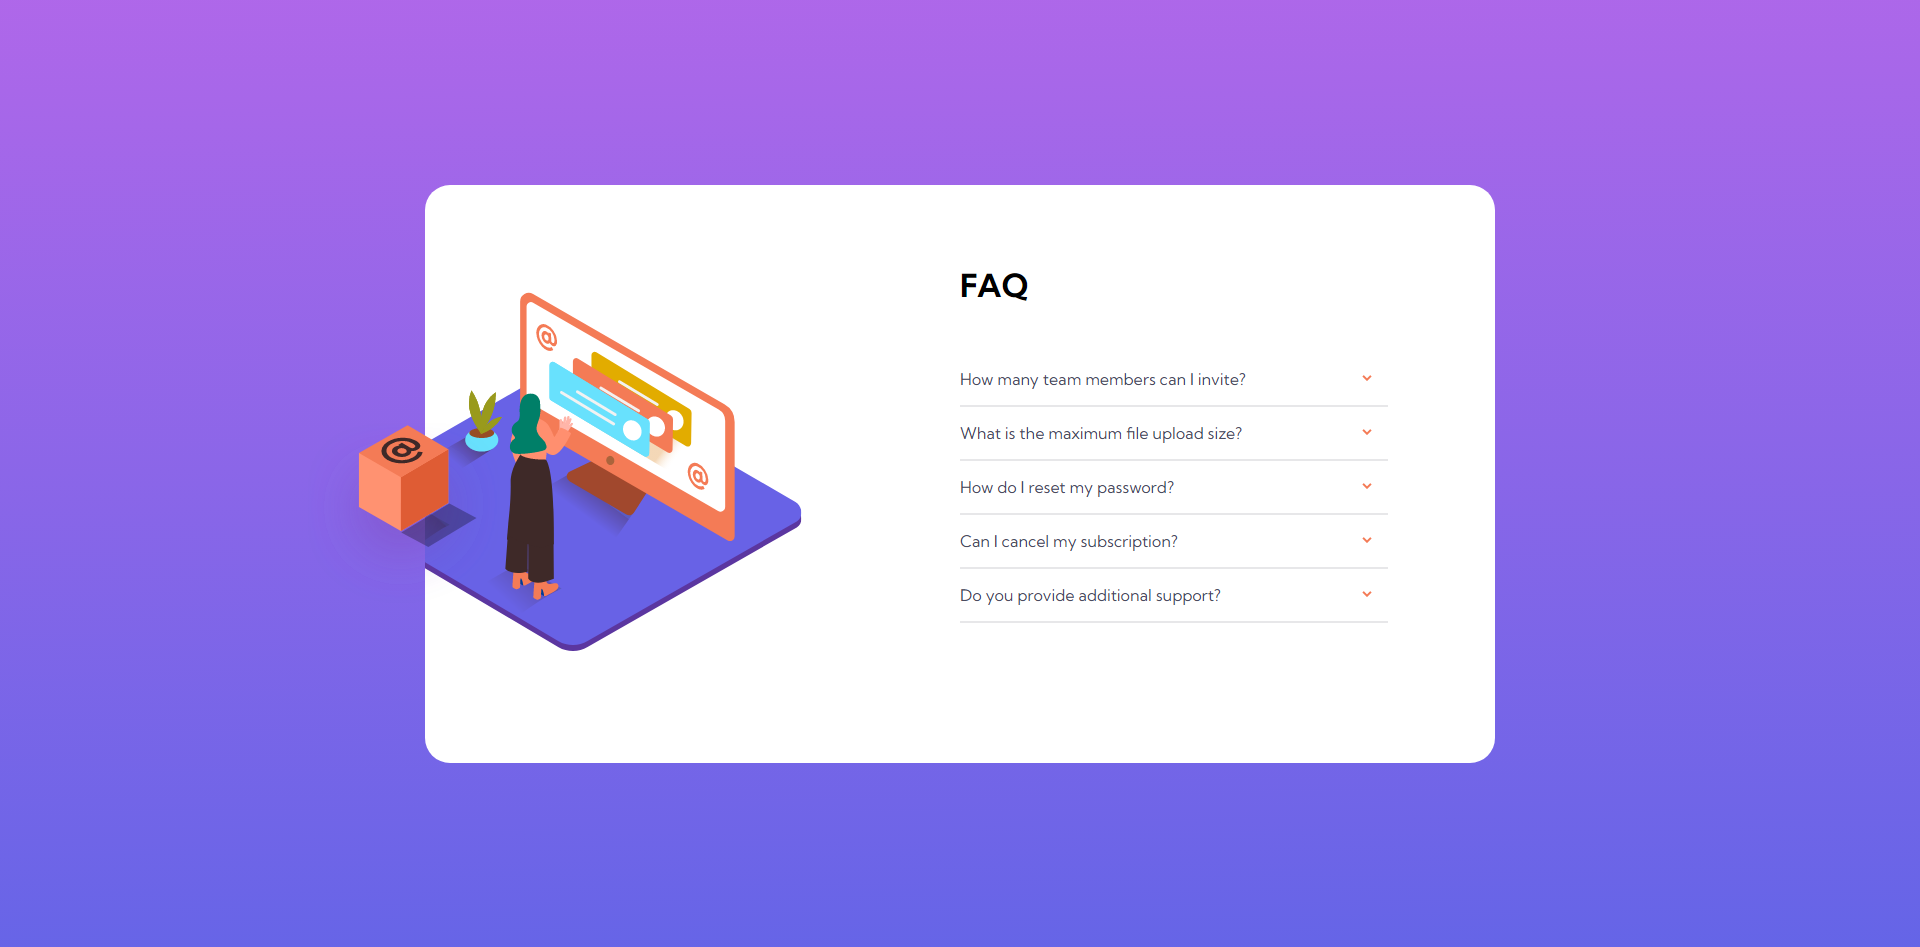 FAQ
How many team members can I invite?
What is the maximum file upload size?
How do I reset my password?
Can I cancel my subscription?
Do you provide additional support?
@
@
@